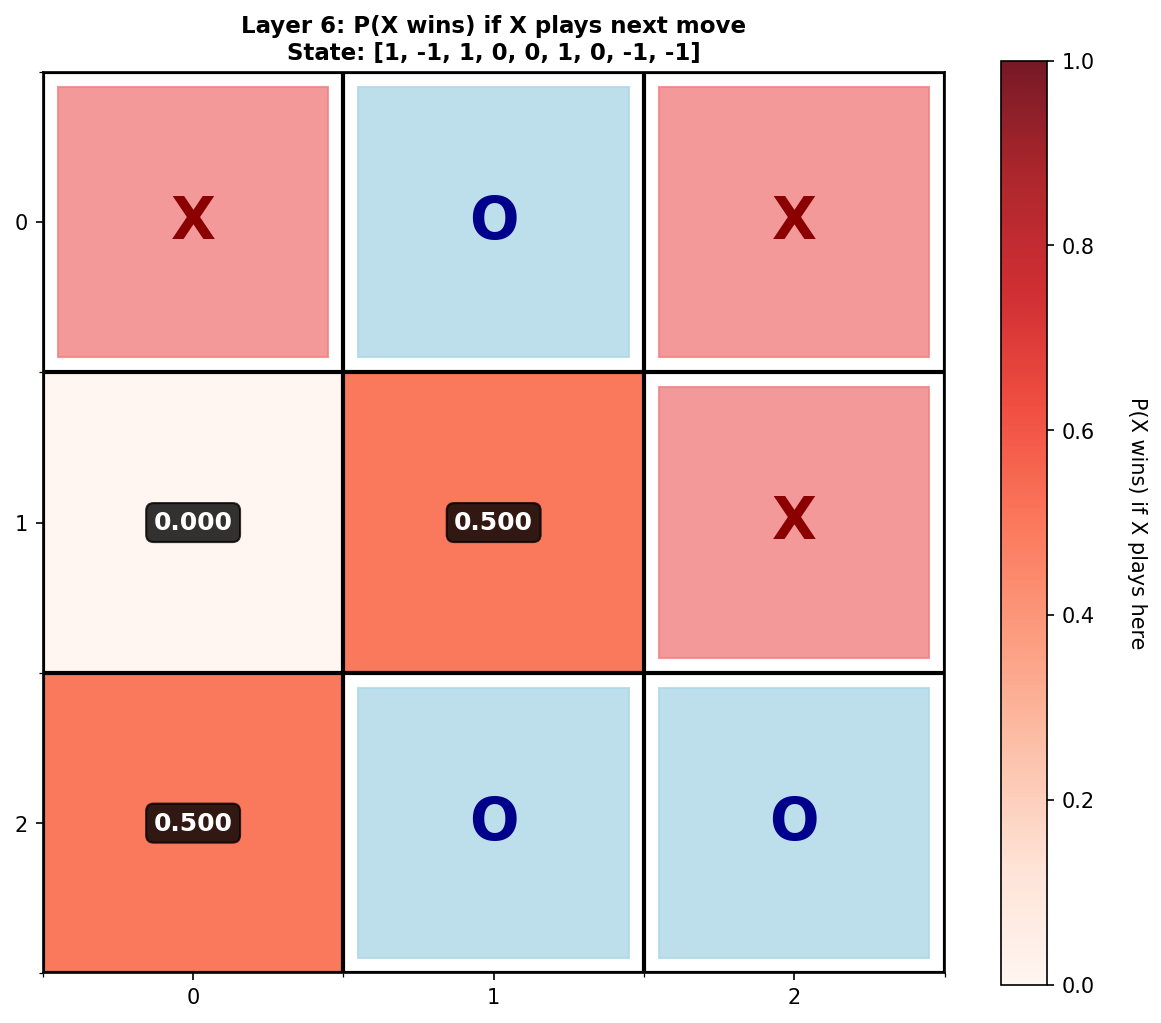 Layer 6: P(X wins) if X plays next move
State: [1, -1, 1, 0, 0, 1, 0, -1, -1]
1.0
0.8
0.6
0.4
0.2
0.0
P(X wins) if X plays here
0
X
O
X
1
0.000
0.500
X
2
0.500
O
O
0
1
2